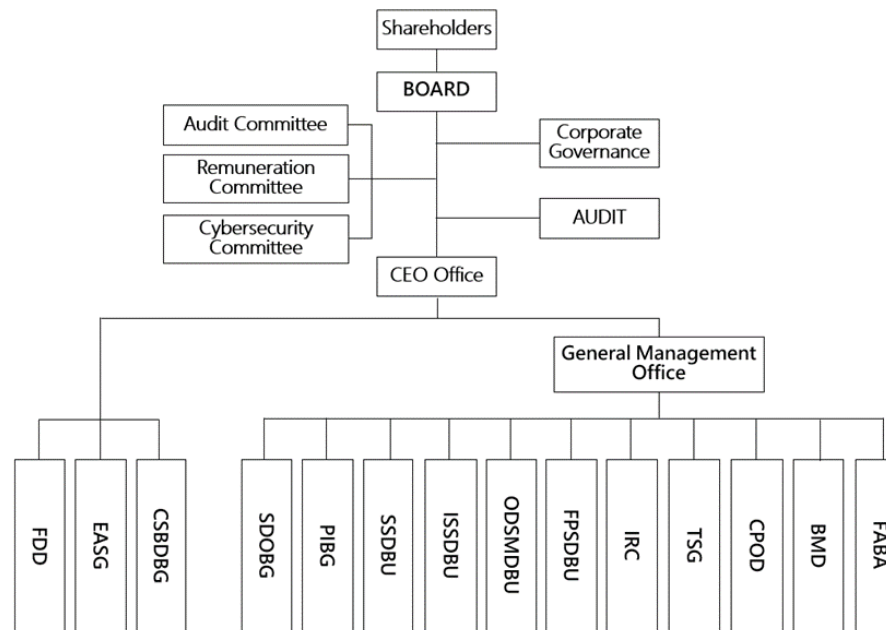 Shareholders
BOARD
Audit Committee
Corporate
Governance
Remuneration
Committee
Cybersecurity
Committee
AUDIT
CEO Office
General Management
Office
FDD
EASG
CSBDBG
SDOBG
PIBG
SSDBU
ISSDBU
ODSMDBU
FPSDBU
IRC
TSG
CPOD
BMD
FABA